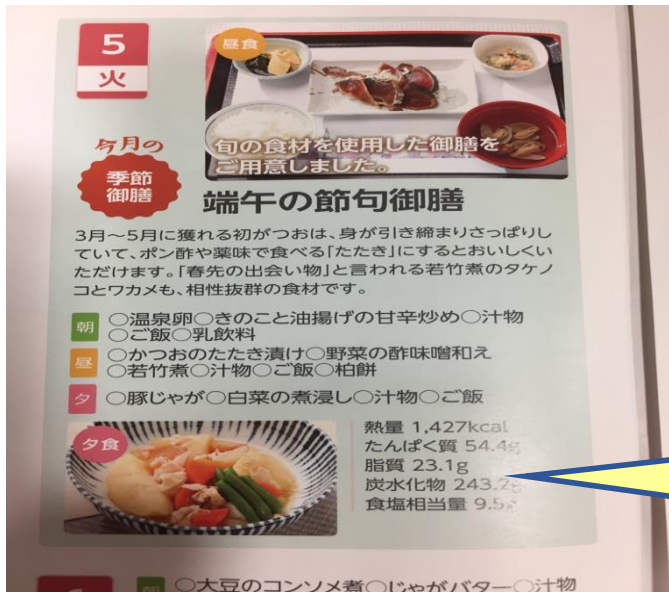 5
火
昼食
旬の食材を使用した御膳を
ご用意しました。
今月の
季節
御膳
端午の節句御膳
3月～5月に獲れる初がつおは、身が引き締まりさっぱりし
ていて、ポン酢や薬味で食べる「たたき」にするとおいしくい
ただけます。「春先の出会い物」と言われる若竹煮のタケノ
コとワカメも、相性抜群の食材です。
朝 ○温泉卵○きのこと油揚げの甘辛炒め○汁物
○ご飯○乳飲料
昼 ○かつおのたたき漬け○野菜の酢味噌和え
○若竹煮○汁物○ご飯○柏餅
夕 ○豚じゃが○白菜の煮浸し○汁物○ご飯
夕食
熱量 1,427kcal
たんぱく質 54.4g
脂質 23.1g
炭水化物 243.2g
食塩相当量 9.5g
朝 ○大豆のコンソメ煮○じゃがバター○汁物